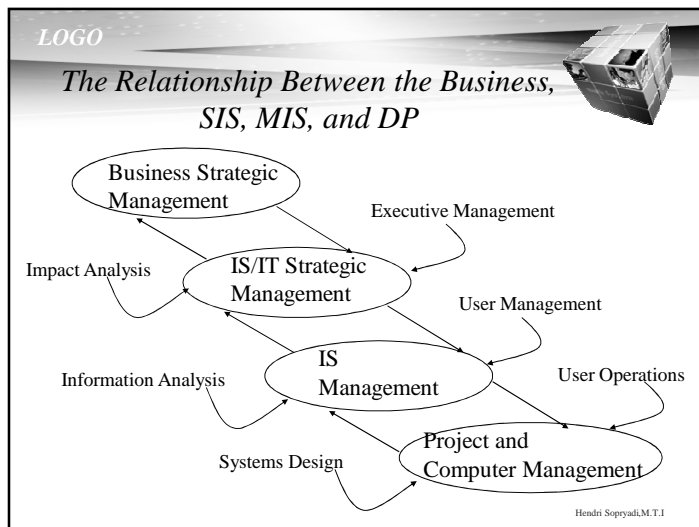 LOGO
The Relationship Between the Business,
SIS, MIS, and DP
Business Strategic
Management
Executive Management
IS/IT Strategic
Management
Impact Analysis
User Management
IS
Management
Information Analysis
User Operations
Project and
Computer Management
Systems Design
Hendri Sopryadi,M.T.I